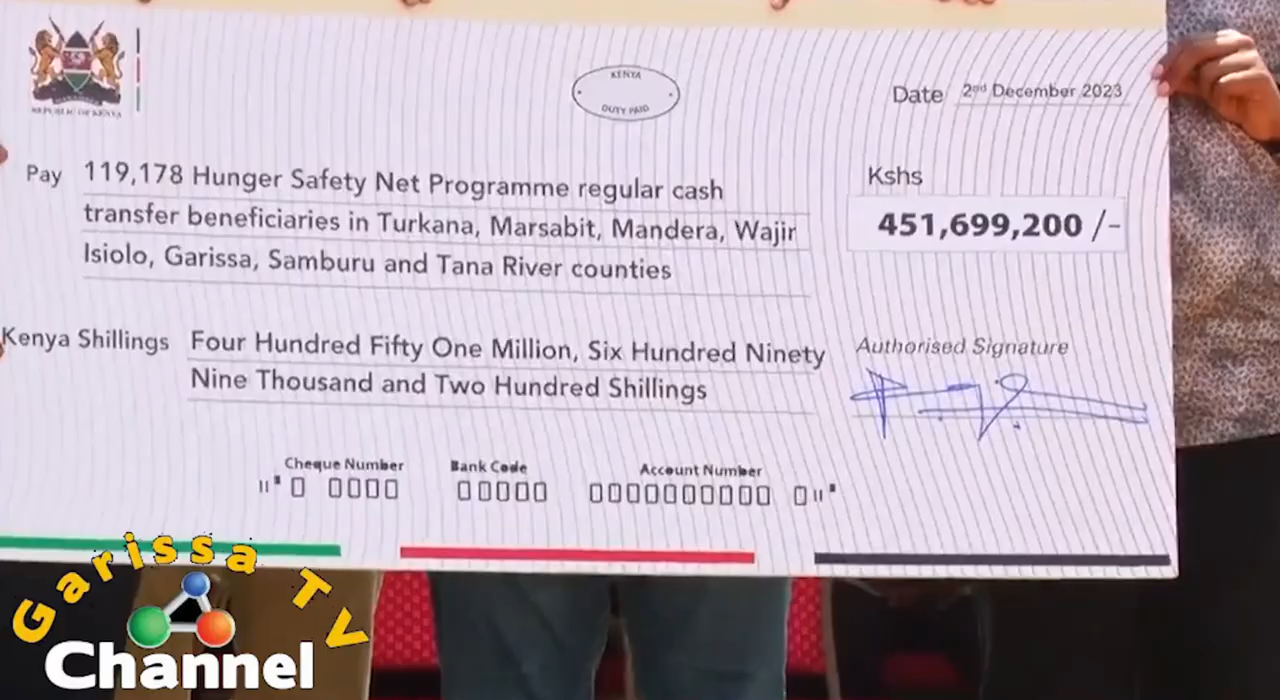 REPUBLIC OF KENYA
KENYA
DUTY PAID
Date 2nd December 2023
Pay 119,178 Hunger Safety Net Programme regular cash
transfer beneficiaries in Turkana, Marsabit, Mandera, Wajir
Isiolo, Garissa, Samburu and Tana River counties
Kshs
451,699,200 /-
Kenya Shillings Four Hundred Fifty One Million, Six Hundred Ninety
Nine Thousand and Two Hundred Shillings
Authorised Signature
Cheque Number Bank Code Account Number
Garissa TV
Channel